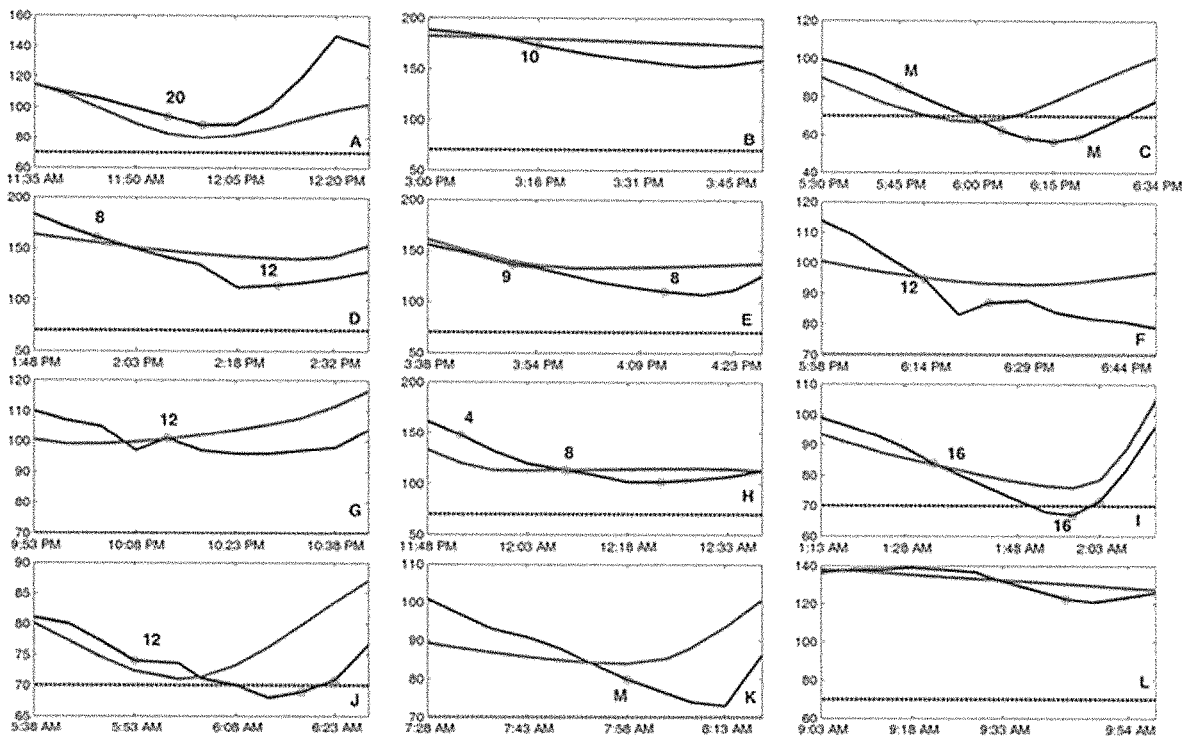 160
140
120
100
80
60
20
A
11:35 AM 11:50 AM 12:05 PM 12:20 PM
200
150
100
50
10
B
3:00 PM 3:16 PM 3:31 PM 3:45 PM
120
100
80
60
40
M
M
C
5:30 PM 5:45 PM 6:00 PM 6:15 PM 6:34 PM
200
150
100
50
8
12
D
1:48 PM 2:03 PM 2:18 PM 2:32 PM
200
150
100
50
9
8
E
3:38 PM 3:54 PM 4:09 PM 4:23 PM
120
110
100
90
80
70
12
F
5:58 PM 6:14 PM 6:29 PM 6:44 PM
120
110
100
90
80
70
12
G
9:53 PM 10:08 PM 10:23 PM 10:38 PM
200
150
100
50
4
8
H
11:48 PM 12:03 AM 12:18 AM 12:33 AM
110
100
90
80
70
60
16
16
I
1:13 AM 1:28 AM 1:48 AM 2:03 AM
90
85
80
75
70
65
12
J
5:38 AM 5:53 AM 6:08 AM 6:23 AM
110
100
90
80
70
M
K
7:28 AM 7:43 AM 7:58 AM 8:13 AM
140
120
100
80
60
L
9:03 AM 9:18 AM 9:33 AM 9:54 AM